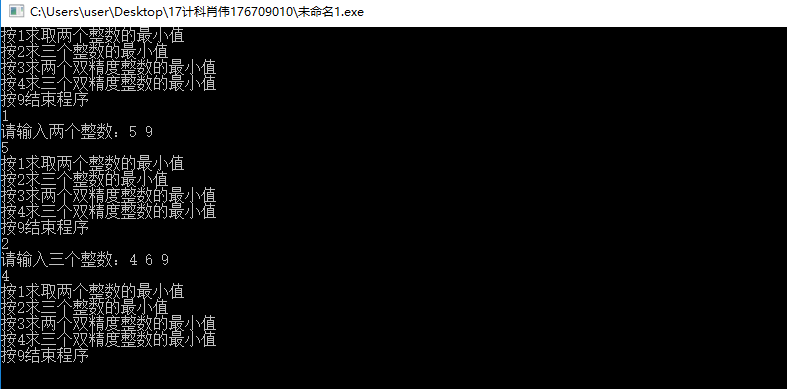 C:\Users\user\Desktop\17计科肖伟176709010\未命名1.exe
按1求取两个整数的最小值
按2求三个整数的最小值
按3求两个双精度整数的最小值
按4求三个双精度整数的最小值
按9结束程序
1
请输入两个整数：5 9
5
按1求取两个整数的最小值
按2求三个整数的最小值
按3求两个双精度整数的最小值
按4求三个双精度整数的最小值
按9结束程序
2
请输入三个整数：4 6 9
4
按1求取两个整数的最小值
按2求三个整数的最小值
按3求两个双精度整数的最小值
按4求三个双精度整数的最小值
按9结束程序